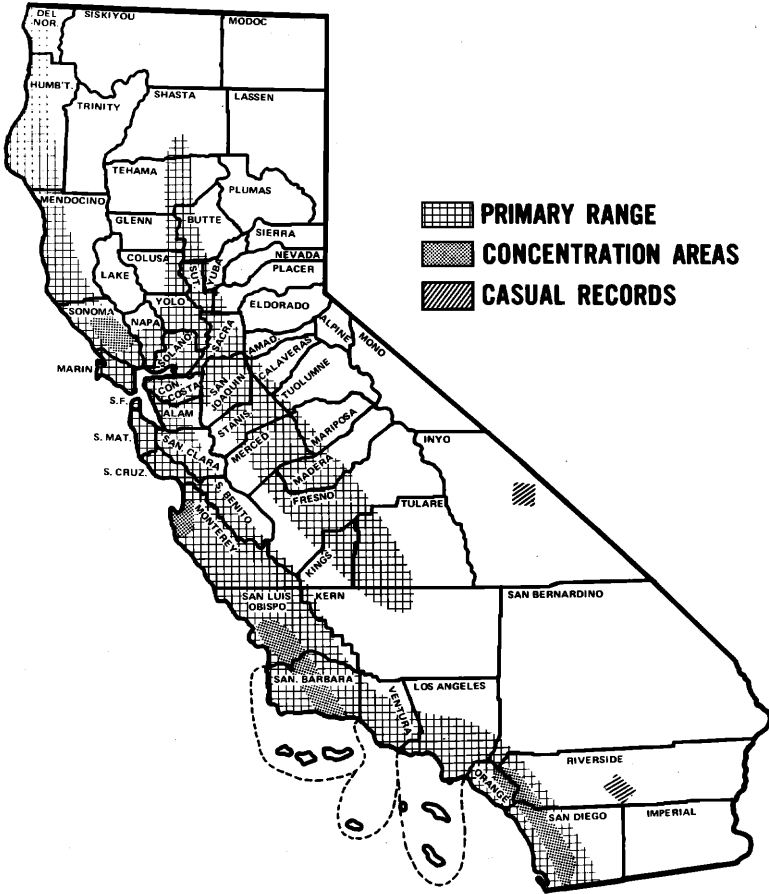 DEL
NOR.
SISKIYOU
MODOC
HUMB'T.
TRINITY
SHASTA
LASSEN
TEHAMA
PLUMAS
MENDOCINO
GLENN
BUTTE
SIERRA
COLUSA
NEVADA
LAKE
SUT.
YUBA
PLACER
YOLO
ELDORADO
SONOMA
NAPA
SACRA
ALPINE
MONO
SOLANO
AMAD.
CALAVERAS
MARIN
CON.
COSTA
SAN
JOAQUIN
TUOLUMNE
S.F.
ALAM
STANIS
MARIPOSA
S. MAT.
SAN. CLARA
MERCED
INYO
S. CRUZ.
MADERA
S. BENITO
FRESNO
TULARE
MONTEREY
KINGS
SAN LUIS
OBISPO
KERN
SAN BERNARDINO
SAN. BARBARA
VENTURA
LOS ANGELES
RIVERSIDE
ORANGE
SAN DIEGO
IMPERIAL
PRIMARY RANGE
CONCENTRATION AREAS
CASUAL RECORDS